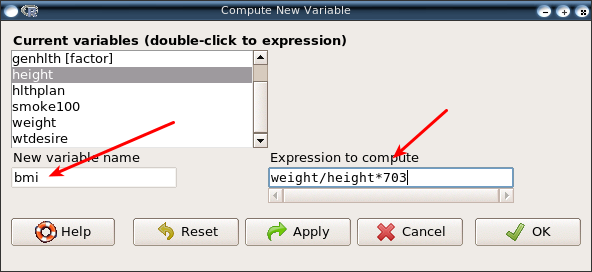 Compute New Variable
Current variables (double-click to expression)
genhlth [factor]
height
hlthplan
smoke100
weight
wtdesire
New variable name
Expression to compute
bmi
weight/height*703
Help
Reset
Apply
Cancel
OK